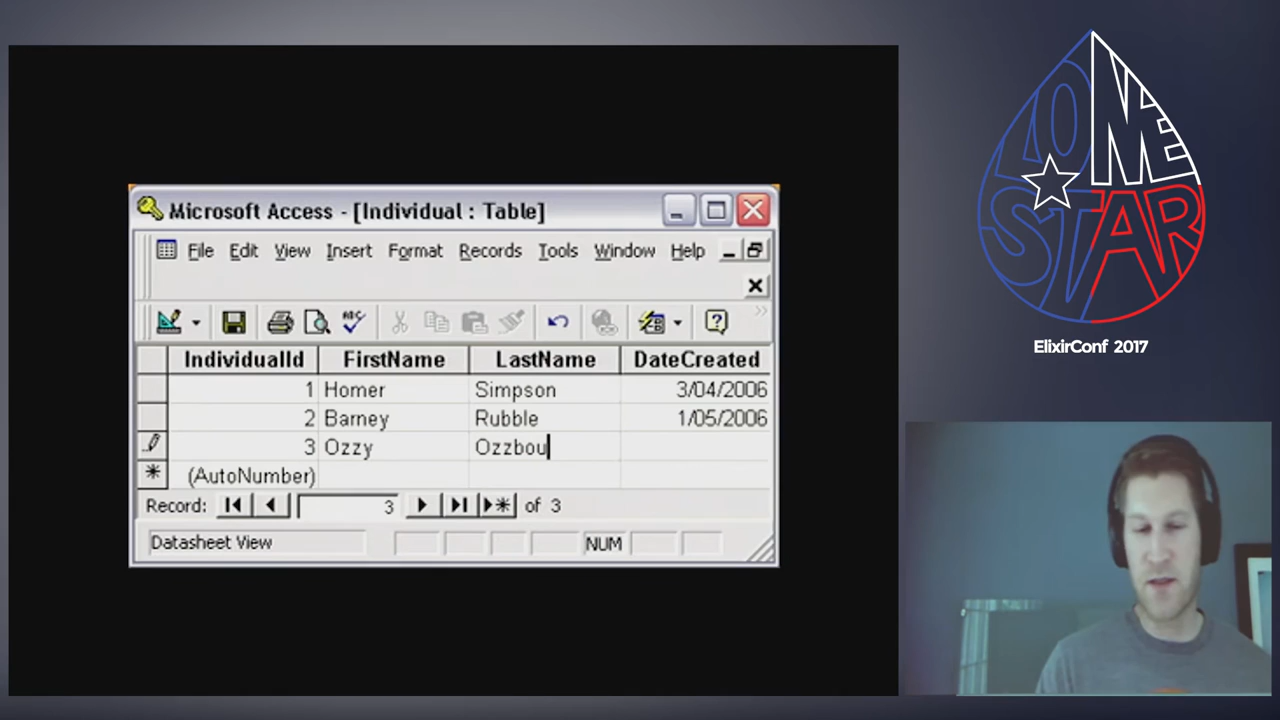 Microsoft Access - [Individual : Table]
File Edit View Insert Format Records Tools Window Help
ABC
IndividualId FirstName LastName DateCreated
1 Homer Simpson 3/04/2006
2 Barney Rubble 1/05/2006
3 Ozzy Ozzbou
(AutoNumber)
Record: 3 of 3
Datasheet View NUM
LONE
STAR
ElixirConf 2017